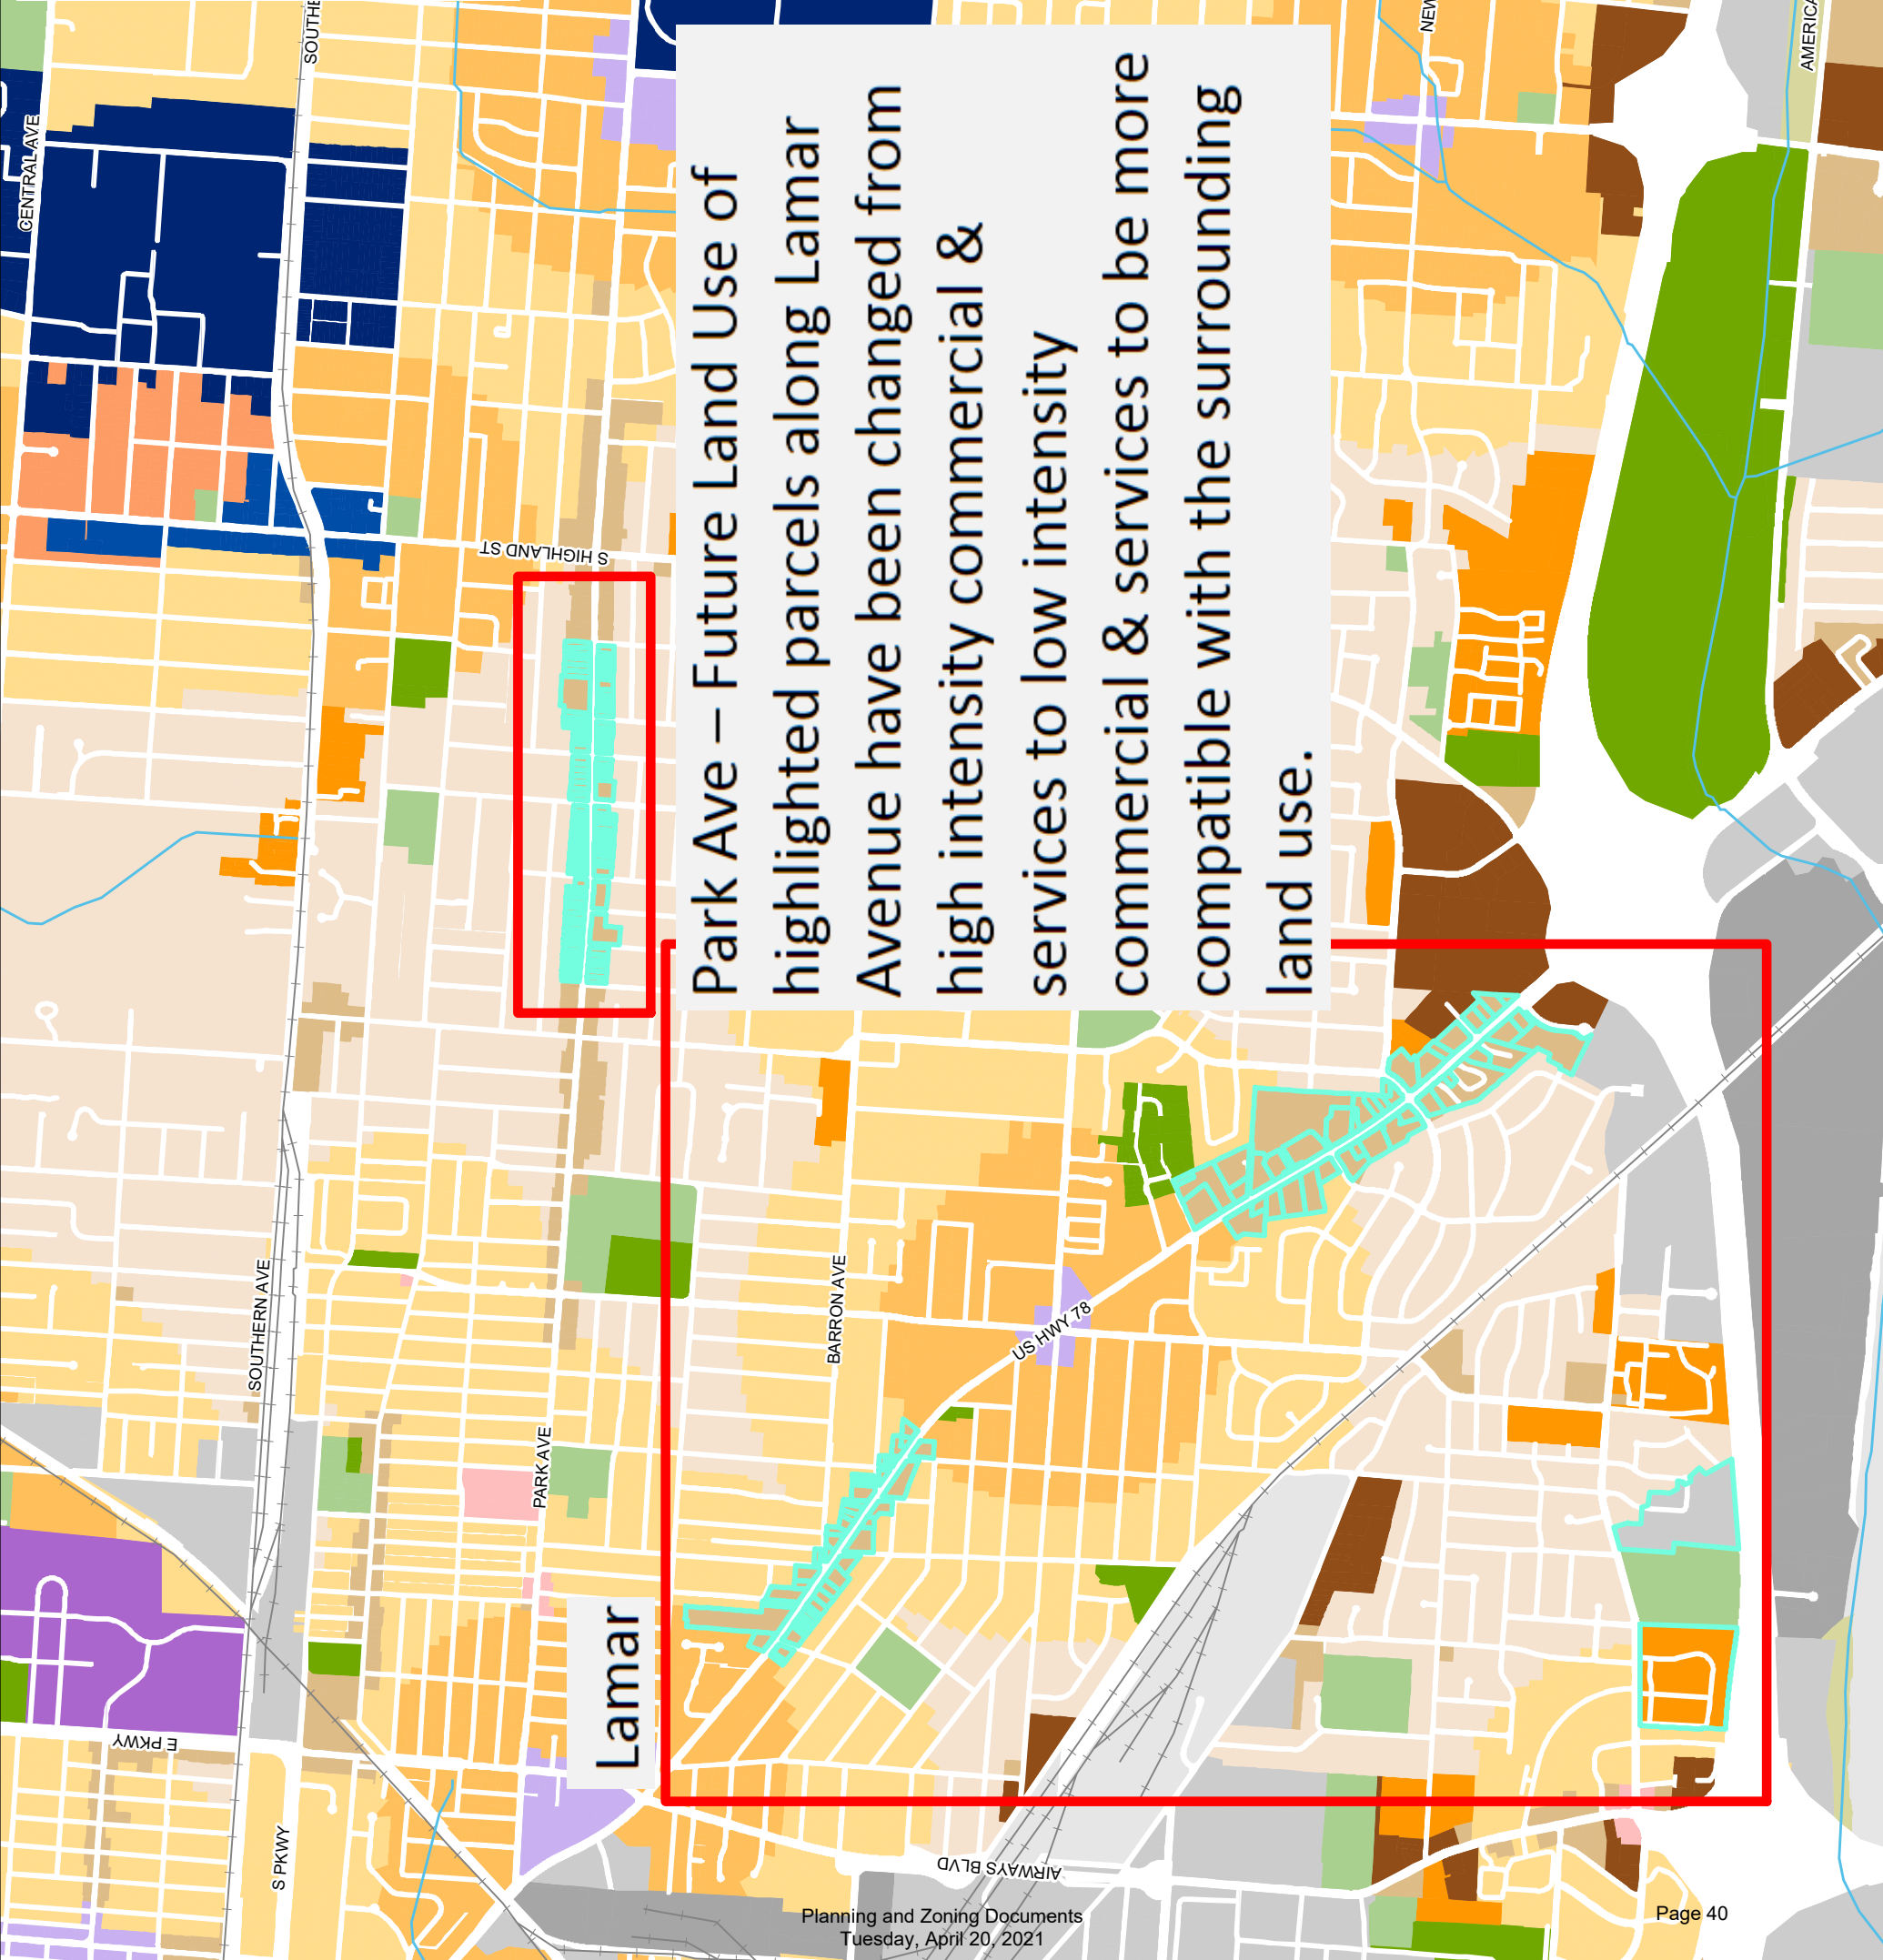 Park Ave – Future Land Use of
highlighted parcels along Lamar
Avenue have been changed from
high intensity commercial &
services to low intensity
commercial & services to be more
compatible with the surrounding
land use.
Lamar
CENTRAL AVE
SOUTHE
NEW
AMERICA
S HIGHLAND ST
SOUTHERN AVE
BARRON AVE
US HWY 78
PARK AVE
E PKWY
S PKWY
AIRWAYS BLVD
Planning and Zoning Documents
Tuesday, April 20, 2021
Page 40